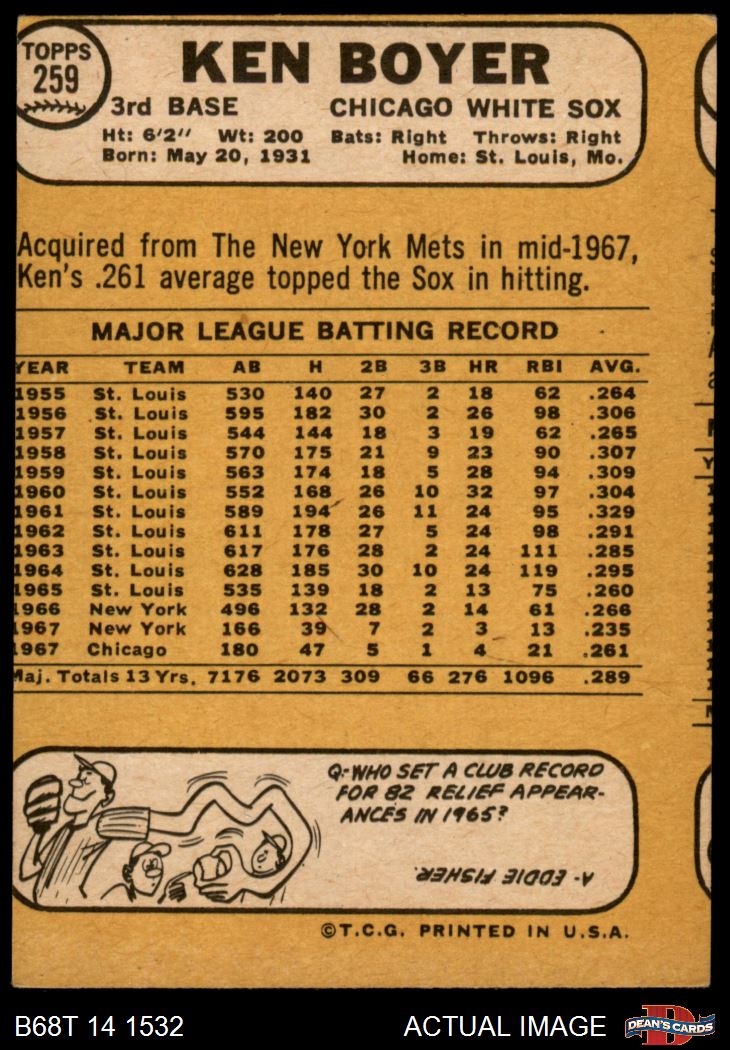 TOPPS
259
KEN BOYER
3rd BASE CHICAGO WHITE SOX
Ht: 6'2" Wt: 200 Bats: Right Throws: Right
Born: May 20, 1931 Home: St. Louis, Mo.
Acquired from The New York Mets in mid-1967,
Ken's .261 average topped the Sox in hitting.
MAJOR LEAGUE BATTING RECORD
YEAR TEAM AB H 2B 3B HR RBI AVG.
1955 St. Louis 530 140 27 2 18 62 .264
1956 St. Louis 595 182 30 2 26 98 .306
1957 St. Louis 544 144 18 3 19 62 .265
1958 St. Louis 570 175 21 9 23 90 .307
1959 St. Louis 563 174 18 5 28 94 .309
1960 St. Louis 552 168 26 10 32 97 .304
1961 St. Louis 589 194 26 11 24 95 .329
1962 St. Louis 611 178 27 5 24 98 .291
1963 St. Louis 617 176 28 2 24 111 .285
1964 St. Louis 628 185 30 10 24 119 .295
1965 St. Louis 535 139 18 2 13 75 .260
1966 New York 496 132 28 2 14 61 .266
1967 New York 166 39 7 2 3 13 .235
1967 Chicago 180 47 5 1 4 21 .261
Maj. Totals 13 Yrs. 7176 2073 309 66 276 1096 .289
Q-WHO SET A CLUB RECORD
FOR 82 RELIEF APPEAR-
ANCES IN 1965?
A- EDDIE FISHER.
©T.C.G. PRINTED IN U.S.A.
B68T 14 1532 ACTUAL IMAGE
D
DEAN'S CARDS